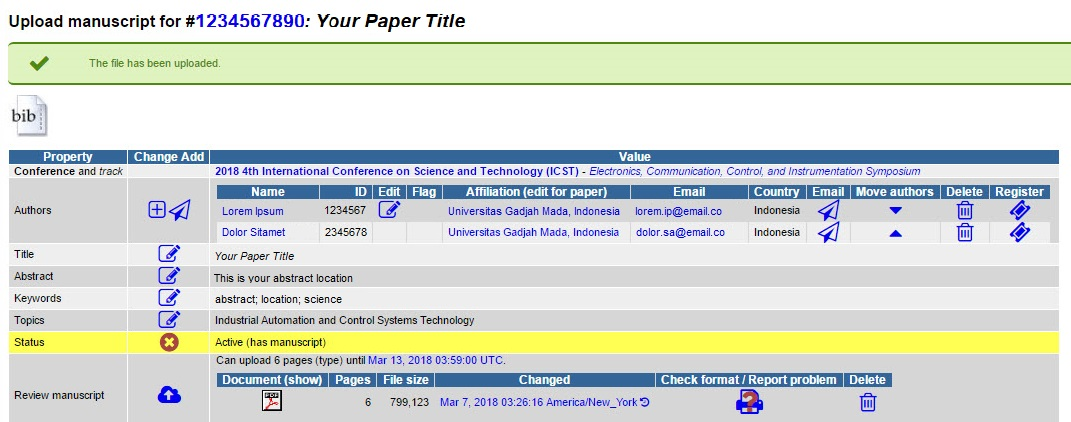 Upload manuscript for #1234567890: Your Paper Title
The file has been uploaded.
bib
Property Change Add Value
Conference and track 2018 4th International Conference on Science and Technology (ICST) - Electronics, Communication, Control, and Instrumentation Symposium
Name ID Edit Flag Affiliation (edit for paper) Email Country Email Move authors Delete Register
Authors
Lorem Ipsum 1234567 Universitas Gadjah Mada, Indonesia lorem.ip@email.co Indonesia
Dolor Sitamet 2345678 Universitas Gadjah Mada, Indonesia dolor.sa@email.co Indonesia
Title Your Paper Title
Abstract This is your abstract location
Keywords abstract; location; science
Topics Industrial Automation and Control Systems Technology
Status Active (has manuscript)
Can upload 6 pages (type) until Mar 13, 2018 03:59:00 UTC.
Document (show) Pages File size Changed Check format / Report problem Delete
Review manuscript PDF 6 799,123 Mar 7, 2018 03:26:16 America/New_York ?